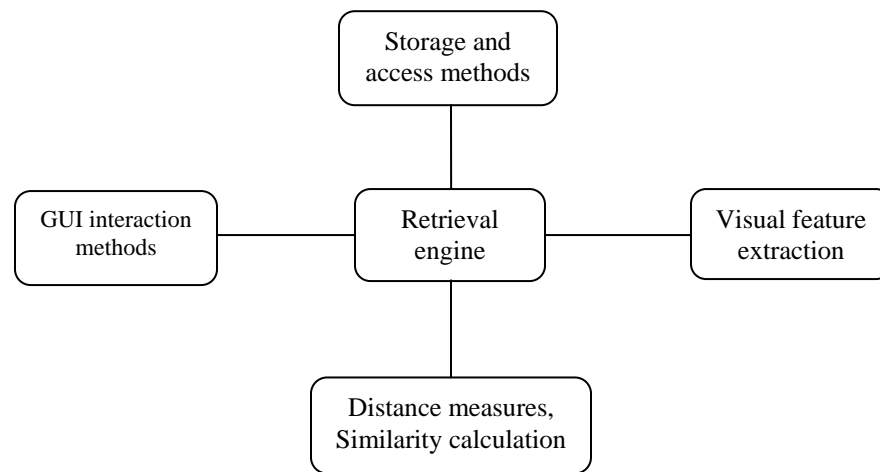 Storage and
access methods
GUI interaction
methods
Retrieval
engine
Visual feature
extraction
Distance measures,
Similarity calculation